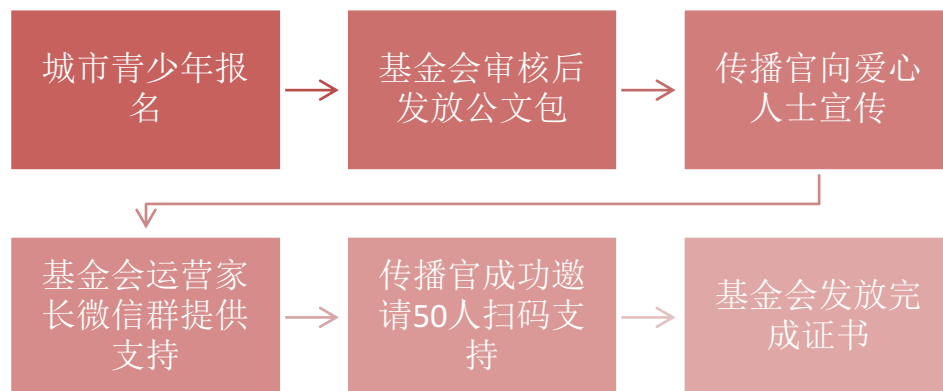 城市青少年报
名
基金会审核后
发放公文包
传播官向爱心
人士宣传
基金会运营家
长微信群提供
支持
传播官成功邀
请50人扫码支
持
基金会发放完
成证书